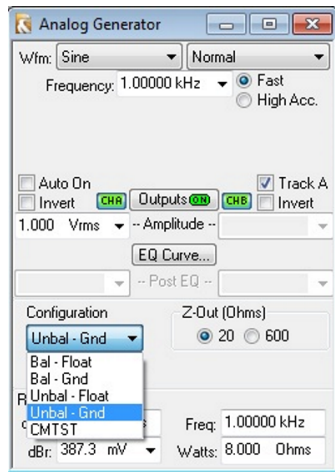 Analog Generator
Wfm: Sine Normal
Frequency: 1.00000 kHz Fast
High Acc.
Auto On Track A
Invert CHA Outputs ON CHB Invert
1.000 Vrms -- Amplitude --
EQ Curve...
-- Post EQ --
Configuration Z-Out (Ohms)
Unbal - Gnd 20 600
Bal - Float
Bal - Gnd
Unbal - Float
Unbal - Gnd
CMTST
Freq: 1.00000 kHz
dBr: 387.3 mV Watts: 8.000 Ohms